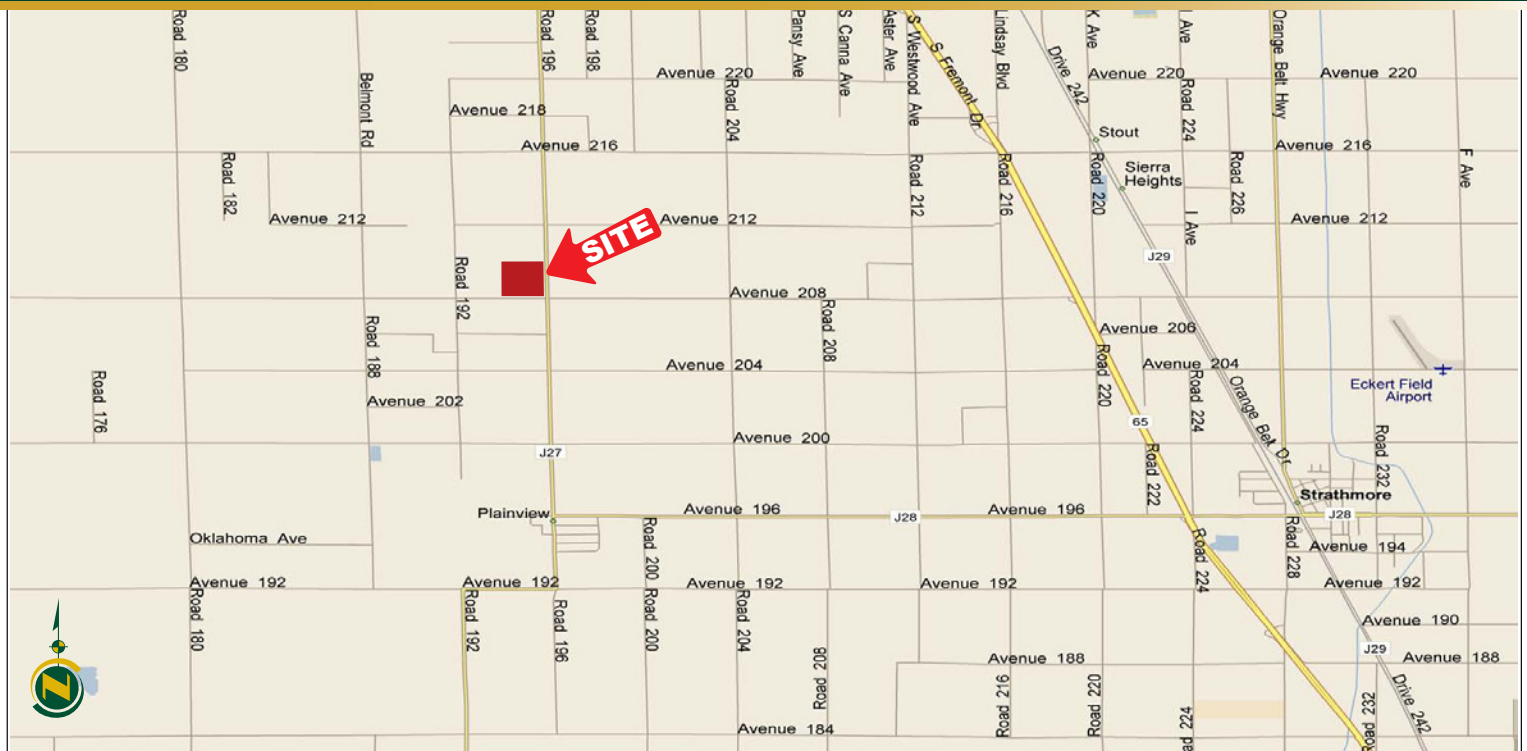 Road 180
Belmont Rd
Road 196
Road 198
Avenue 220
Road 204
Pansy Ave
S Canna Ave
Aster Ave
S Westwood Ave
S Fremont Dr
Lindsay Blvd
Drive 242
K Ave
Avenue 220
I Ave
Road 224
Orange Belt Hwy
Avenue 220
Avenue 218
Avenue 216
Stout
Avenue 216
Road 182
Road 212
Road 216
Road 220
Sierra
Heights
Road 226
F Ave
Avenue 212
SITE
Avenue 212
I Ave
Avenue 212
J29
Road 192
Avenue 208
Road 208
Avenue 206
Road 188
Avenue 204
Road 220
Avenue 204
Road 224
Orange Belt Dr
Eckert Field
Airport
Road 176
Avenue 202
65
Avenue 200
Road 222
Road 232
J27
Strathmore
Plainview
Avenue 196
J28
Avenue 196
J28
Oklahoma Ave
Road 200
Road 224
Road 228
Avenue 194
Avenue 192
Avenue 192
Avenue 192
Avenue 192
Avenue 192
Road 180
Road 192
Road 196
Road 200
Road 204
Avenue 190
J29
Road 208
Avenue 188
Avenue 188
Road 216
Road 220
ad 224
Road 232
Drive 242
Avenue 184
N